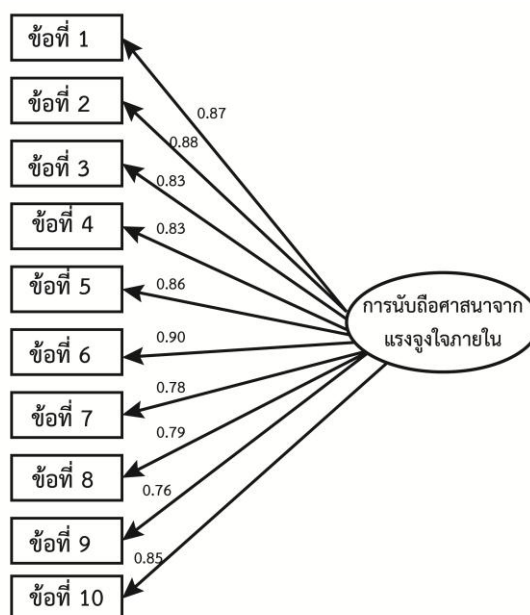 ข้อที่ 1
ข้อที่ 2
ข้อที่ 3
ข้อที่ 4
ข้อที่ 5
ข้อที่ 6
ข้อที่ 7
ข้อที่ 8
ข้อที่ 9
ข้อที่ 10
0.87
0.88
0.83
0.83
0.86
0.90
0.78
0.79
0.76
0.85
การนับถือศาสนาจาก
แรงจูงใจภายใน